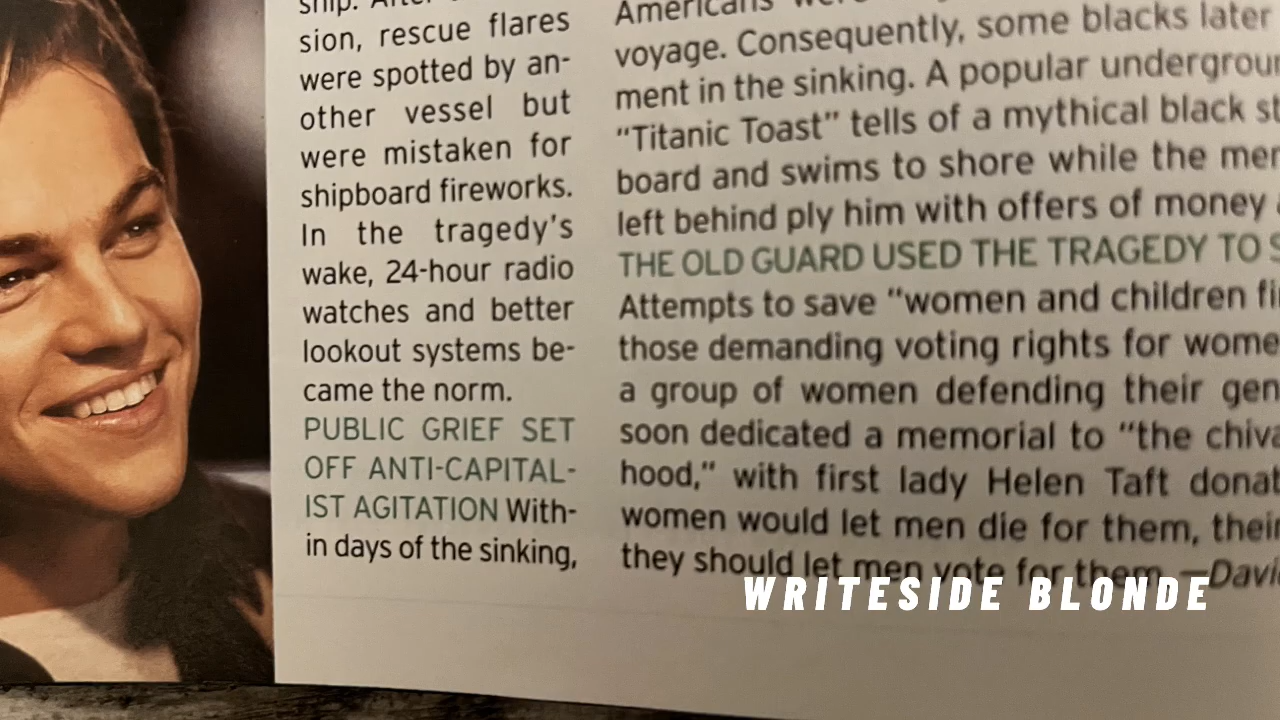 ship. After
sion, rescue flares
were spotted by an-
other vessel but
were mistaken for
shipboard fireworks.
In the tragedy's
wake, 24-hour radio
watches and better
lookout systems be-
came the norm.
PUBLIC GRIEF SET
OFF ANTI-CAPITAL-
IST AGITATION With-
in days of the sinking,
Americans were
voyage. Consequently, some blacks later
ment in the sinking. A popular undergrou
"Titanic Toast" tells of a mythical black st
board and swims to shore while the mer
left behind ply him with offers of money
THE OLD GUARD USED THE TRAGEDY TO S
Attempts to save "women and children fi
those demanding voting rights for wome
a group of women defending their gen
soon dedicated a memorial to "the chiva
hood," with first lady Helen Taft donat
women would let men die for them, their
they should let men vote for them. —Davi
WRITESIDE BLONDE